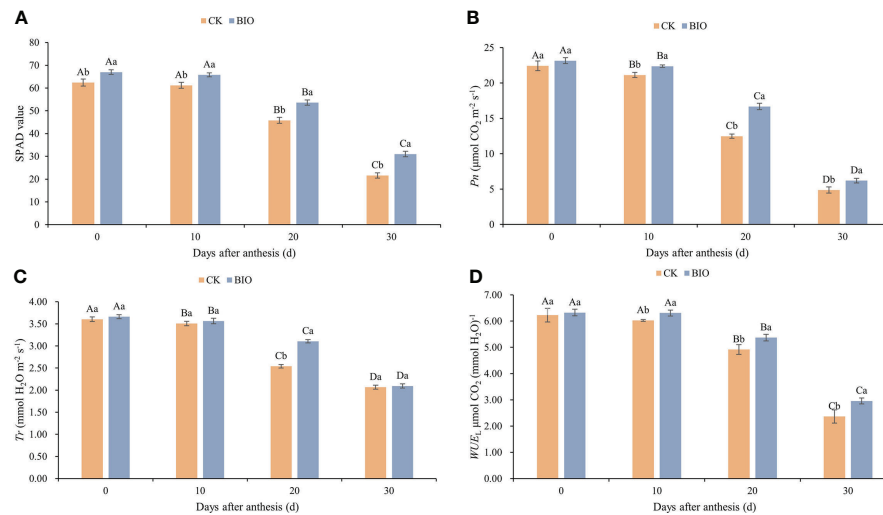 A
CK BIO
70
60
50
40
30
20
10
0
SPAD value
Ab Aa Ab Aa Bb Ba Cb Ca
0 10 20 30
Days after anthesis (d)
B
CK BIO
25
20
15
10
5
0
Pn (μmol CO₂ m⁻² s⁻¹)
Aa Aa Bb Ba Cb Ca Db Da
0 10 20 30
Days after anthesis (d)
C
CK BIO
4.00
3.50
3.00
2.50
2.00
1.50
1.00
0.50
0.00
Tr (mmol H₂O m⁻² s⁻¹)
Aa Aa Ba Ba Cb Ca Da Da
0 10 20 30
Days after anthesis (d)
D
CK BIO
7.00
6.00
5.00
4.00
3.00
2.00
1.00
0.00
WUE_L μmol CO₂ (mmol H₂O)⁻¹
Aa Aa Ab Aa Bb Ba Cb Ca
0 10 20 30
Days after anthesis (d)